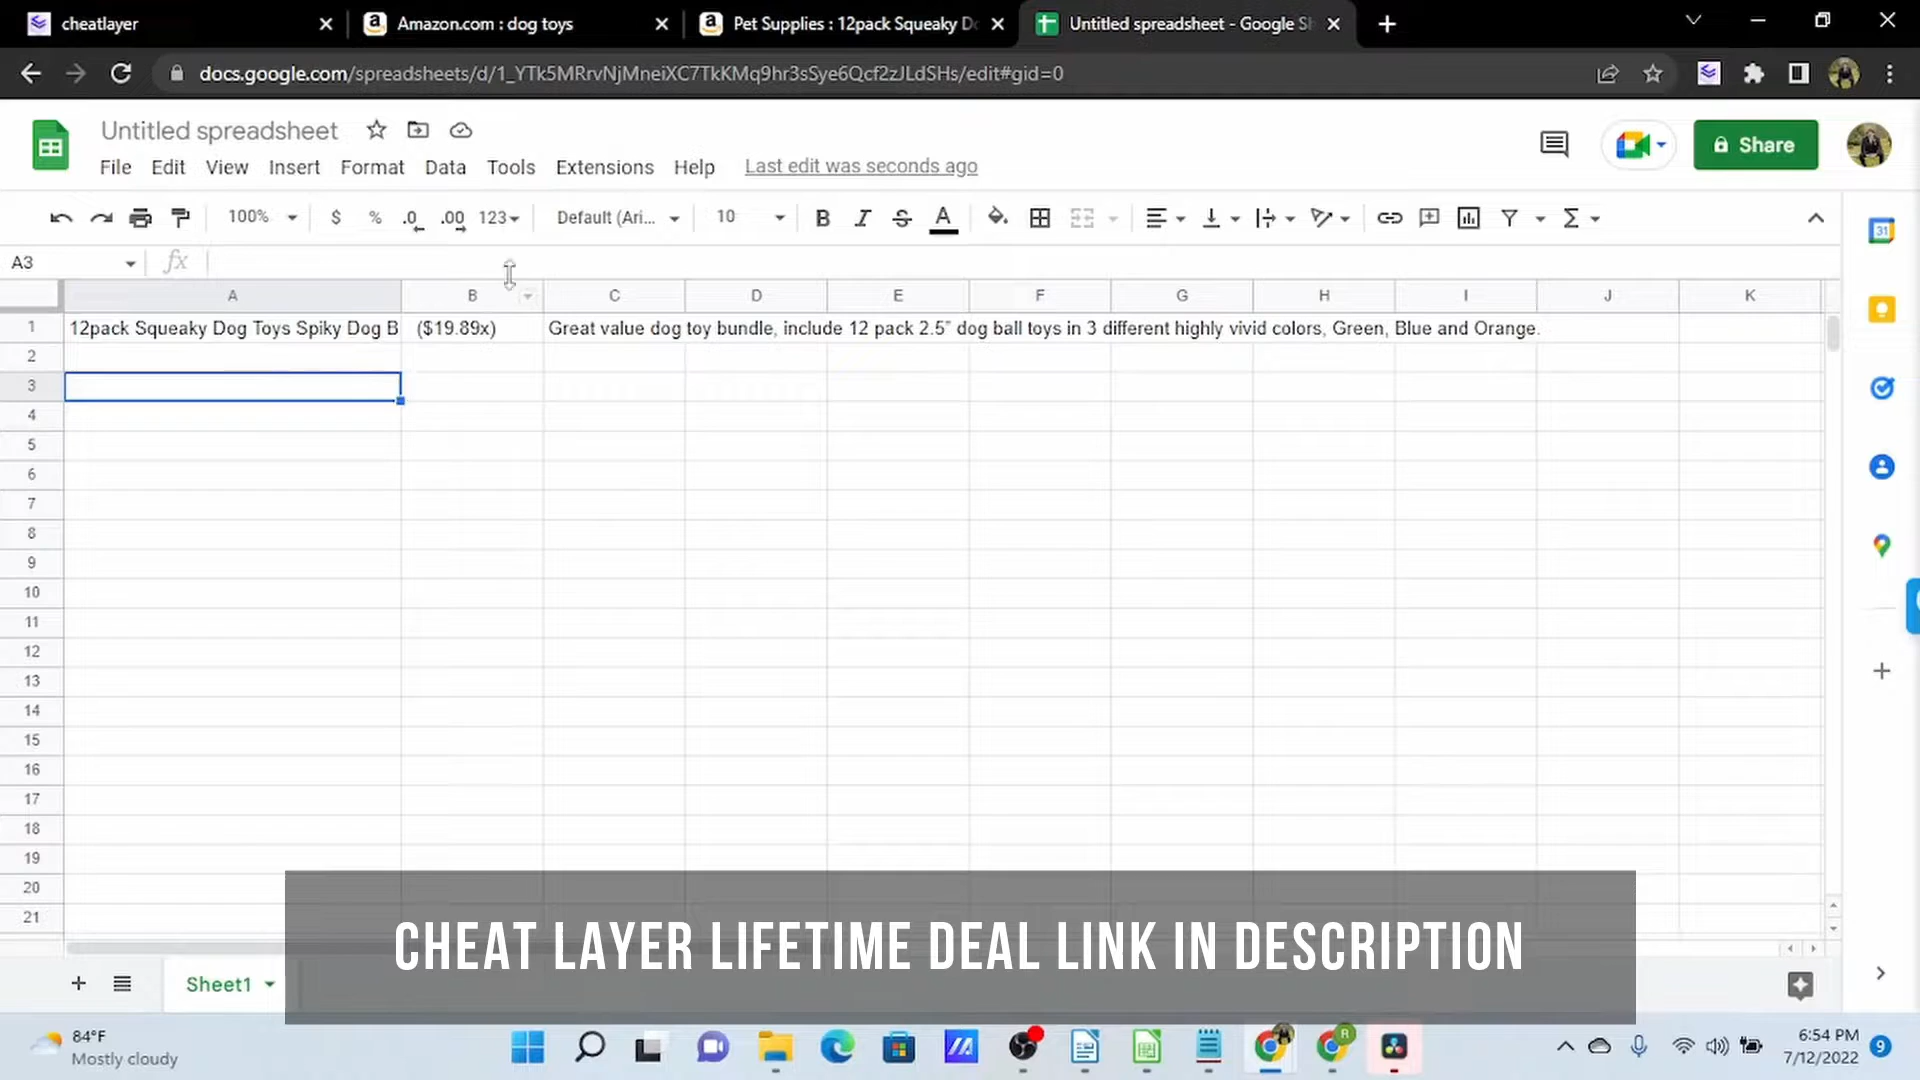 cheatlayer
Amazon.com : dog toys
Pet Supplies : 12pack Squeaky Do
Untitled spreadsheet - Google Sh
docs.google.com/spreadsheets/d/1_YTk5MRrvNjMneiXC7TkKMq9hr3sSye6Qcf2zJLdSHs/edit#gid=0
Untitled spreadsheet
Share
File Edit View Insert Format Data Tools Extensions Help Last edit was seconds ago
100% $ % .0 .00 123 Default (Ari... 10 B I S A
31
A3 fx
A B C D E F G H I J K
1 12pack Squeaky Dog Toys Spiky Dog B ($19.89x) Great value dog toy bundle, include 12 pack 2.5” dog ball toys in 3 different highly vivid colors, Green, Blue and Orange.
2
3
4
5
6
7
8
9
10
11
12
13
14
15
16
17
18
19
20
21
CHEAT LAYER LIFETIME DEAL LINK IN DESCRIPTION
Sheet1
84°F
Mostly cloudy
R
6:54 PM
7/12/2022
9